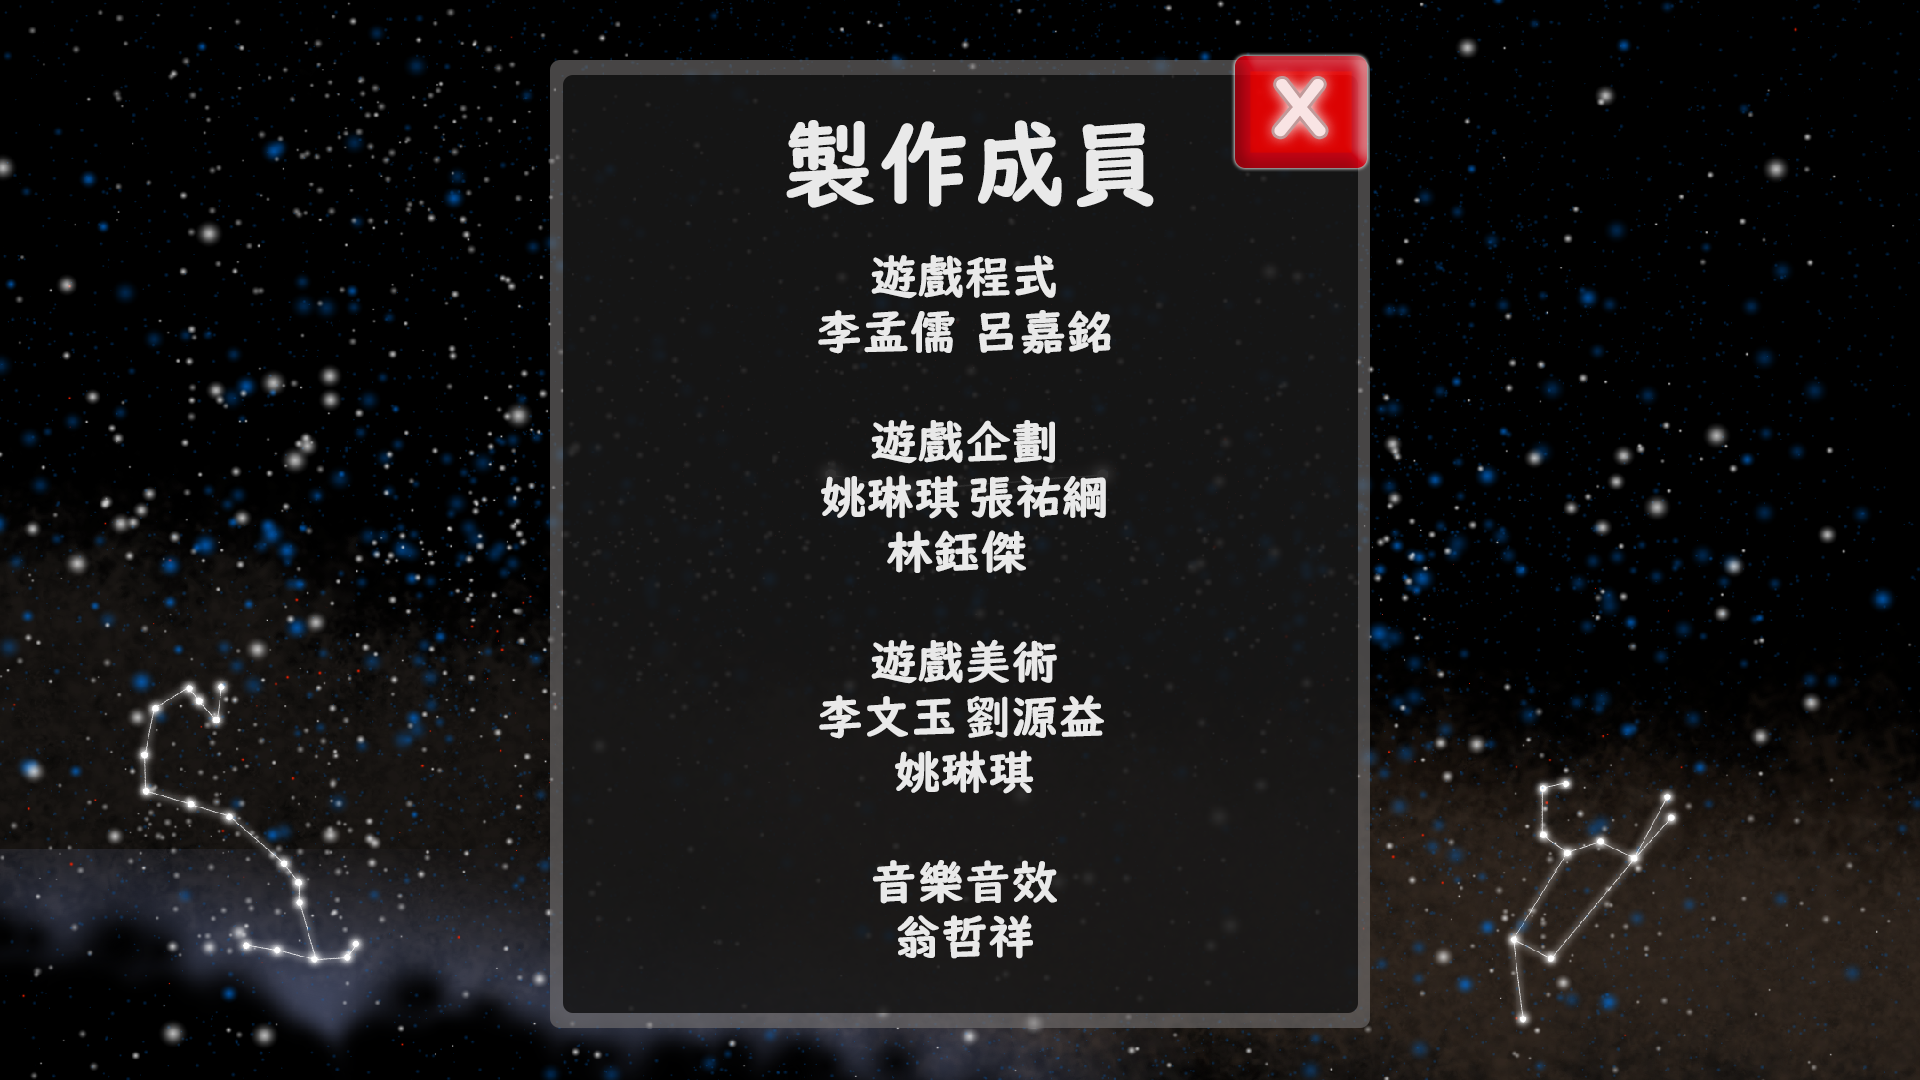 製作成員
遊戲程式
李孟儒 呂嘉銘
遊戲企劃
姚琳琪 張祐綱
林鈺傑
遊戲美術
李文玉 劉源益
姚琳琪
音樂音效
翁哲祥